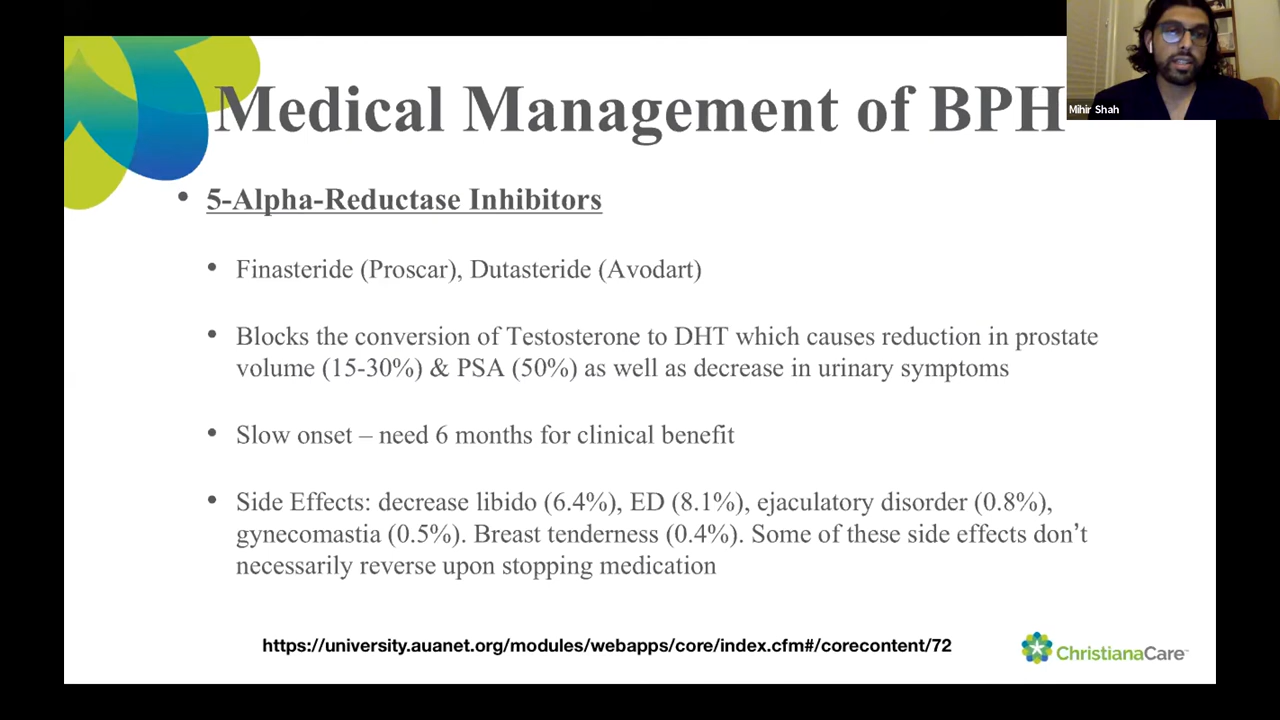 Medical Management of BPH
Mihir Shah
• 5-Alpha-Reductase Inhibitors
• Finasteride (Proscar), Dutasteride (Avodart)
• Blocks the conversion of Testosterone to DHT which causes reduction in prostate
volume (15-30%) & PSA (50%) as well as decrease in urinary symptoms
• Slow onset – need 6 months for clinical benefit
• Side Effects: decrease libido (6.4%), ED (8.1%), ejaculatory disorder (0.8%),
gynecomastia (0.5%). Breast tenderness (0.4%). Some of these side effects don’t
necessarily reverse upon stopping medication
https://university.auanet.org/modules/webapps/core/index.cfm#/corecontent/72
ChristianaCare™